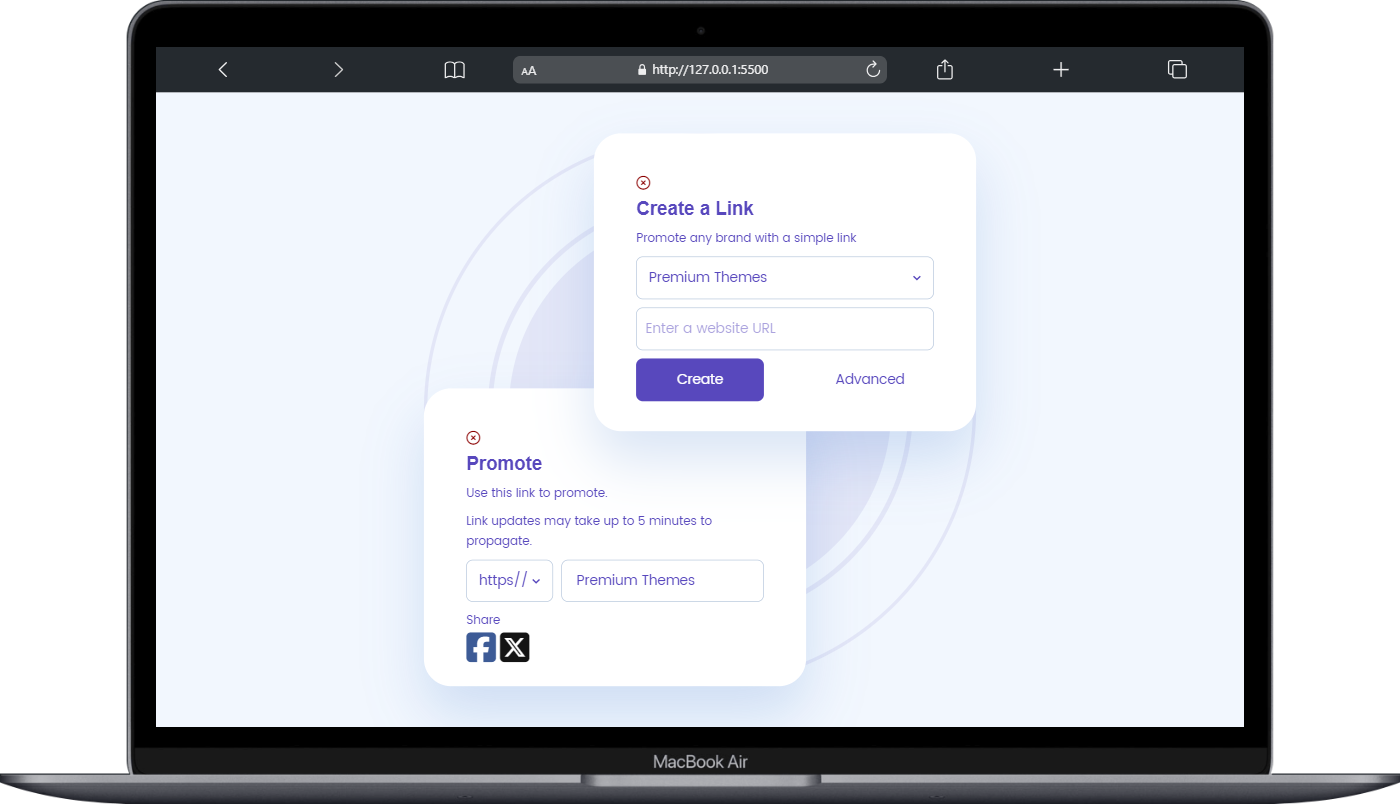 AA
http://127.0.0.1:5500
Create a Link
Promote any brand with a simple link
Premium Themes
Enter a website URL
Create
Advanced
Promote
Use this link to promote.
Link updates may take up to 5 minutes to
propagate.
https//
Premium Themes
Share
MacBook Air